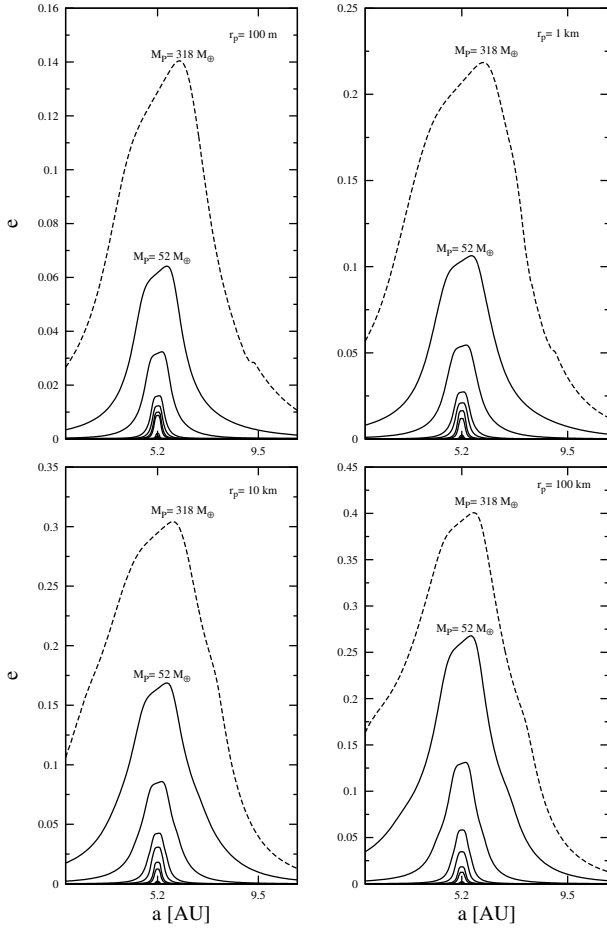 r_p= 100 m
M_P= 318 M_⊕
M_P= 52 M_⊕
e
0.16
0.14
0.12
0.1
0.08
0.06
0.04
0.02
0
5.2
9.5
r_p= 1 km
M_P= 318 M_⊕
M_P= 52 M_⊕
0.25
0.2
0.15
0.1
0.05
0
5.2
9.5
r_p= 10 km
M_P= 318 M_⊕
M_P= 52 M_⊕
e
0.35
0.3
0.25
0.2
0.15
0.1
0.05
0
5.2
9.5
a [AU]
r_p= 100 km
M_P= 318 M_⊕
M_P= 52 M_⊕
0.45
0.4
0.35
0.3
0.25
0.2
0.15
0.1
0.05
0
5.2
9.5
a [AU]